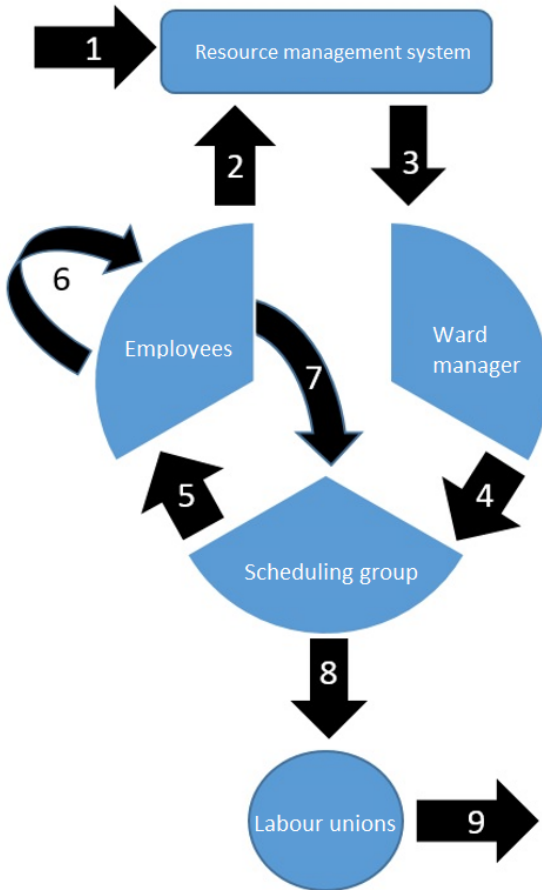 1
Resource management system
2
3
6
Employees
Ward
manager
7
5
4
Scheduling group
8
Labour unions
9